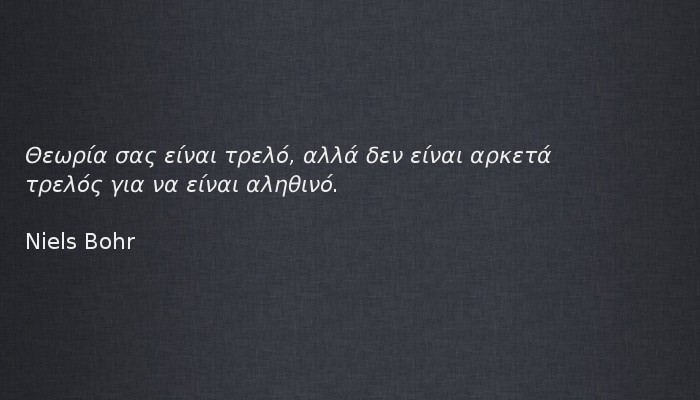 Θεωρία σας είναι τρελό, αλλά δεν είναι αρκετά
τρελός για να είναι αληθινό.
Niels Bohr